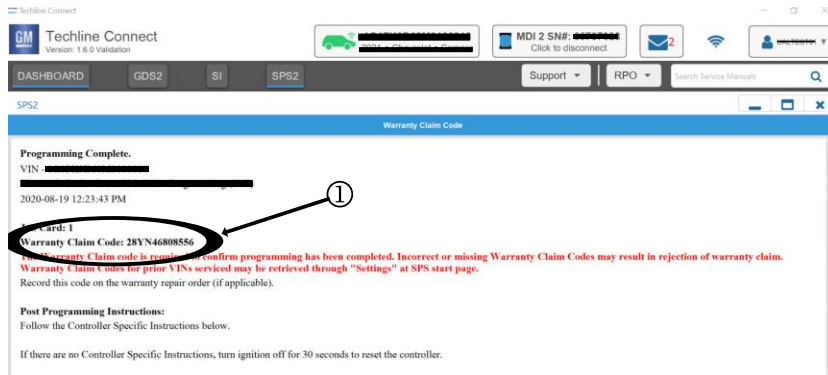 Techline Connect
GM
Techline Connect
Version: 1.6.0 Validation
MDI 2 SN#:
Click to disconnect
2
DASHBOARD GDS2 SI SPS2 Support RPO Search Service Manuals
SPS2
Warranty Claim Code
Programming Complete.
VIN -
2020-08-19 12:23:43 PM
1
Card: 1
Warranty Claim Code: 28YN46808556
Warranty Claim code is required to confirm programming has been completed. Incorrect or missing Warranty Claim Codes may result in rejection of warranty claim.
Warranty Claim Codes for prior VINs serviced may be retrieved through "Settings" at SPS start page.
Record this code on the warranty repair order (if applicable).
Post Programming Instructions:
Follow the Controller Specific Instructions below.
If there are no Controller Specific Instructions, turn ignition off for 30 seconds to reset the controller.